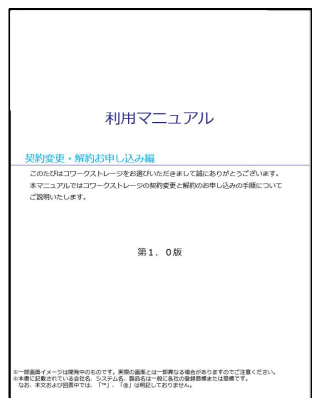 利用マニュアル
契約変更・解約お申し込み編
このたびはコワークストレージをお選びいただきまして誠にありがとうございます。
本マニュアルではコワークストレージの契約変更と解約のお申し込みの手順について
ご説明いたします。
第１．０版
※一部画面イメージは開発中のものです。実際の画面とは一部異なる場合がありますのでご注意ください。
※本書に記載されている会社名、システム名、製品名は一般に各社の登録商標または商標です。
なお、本文および図表中では、「™」、「®」は明記しておりません。